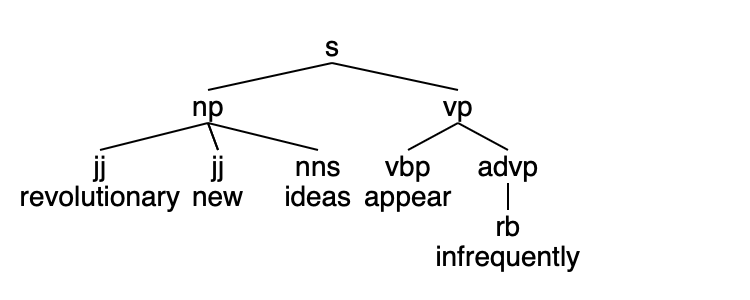 s
np vp
jj jj nns vbp advp
revolutionary new ideas appear
rb
infrequently